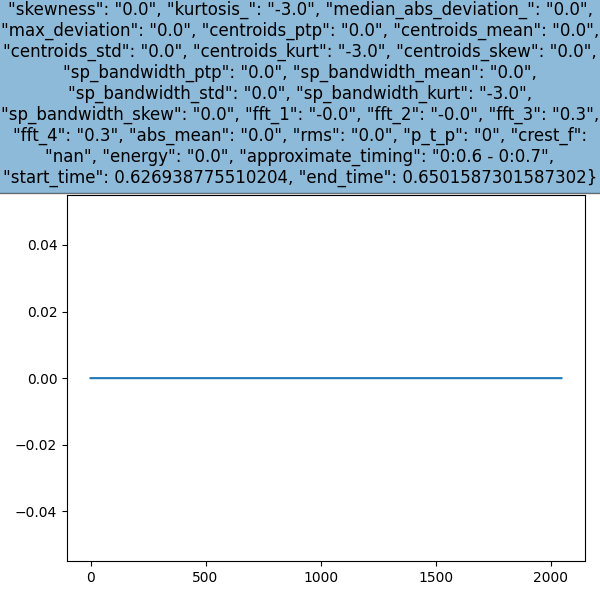 "skewness": "0.0", "kurtosis_": "-3.0", "median_abs_deviation_": "0.0",
"max_deviation": "0.0", "centroids_ptp": "0.0", "centroids_mean": "0.0",
"centroids_std": "0.0", "centroids_kurt": "-3.0", "centroids_skew": "0.0",
"sp_bandwidth_ptp": "0.0", "sp_bandwidth_mean": "0.0",
"sp_bandwidth_std": "0.0", "sp_bandwidth_kurt": "-3.0",
"sp_bandwidth_skew": "0.0", "fft_1": "-0.0", "fft_2": "-0.0", "fft_3": "0.3",
"fft_4": "0.3", "abs_mean": "0.0", "rms": "0.0", "p_t_p": "0", "crest_f":
"nan", "energy": "0.0", "approximate_timing": "0:0.6 - 0:0.7",
"start_time": 0.626938775510204, "end_time": 0.6501587301587302}
0.04
0.02
0.00
−0.02
−0.04
0 500 1000 1500 2000